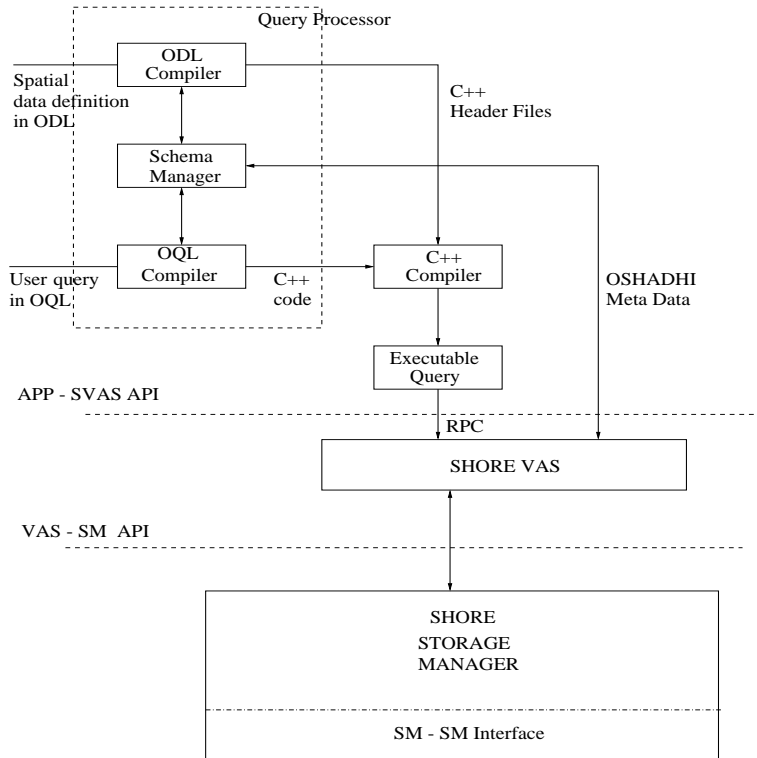 Query Processor
ODL
Compiler
Spatial
data definition
in ODL
C++
Header Files
Schema
Manager
OQL
Compiler
User query
in OQL
C++
code
C++
Compiler
OSHADHI
Meta Data
Executable
Query
APP - SVAS API
RPC
SHORE VAS
VAS - SM API
SHORE
STORAGE
MANAGER
SM - SM Interface